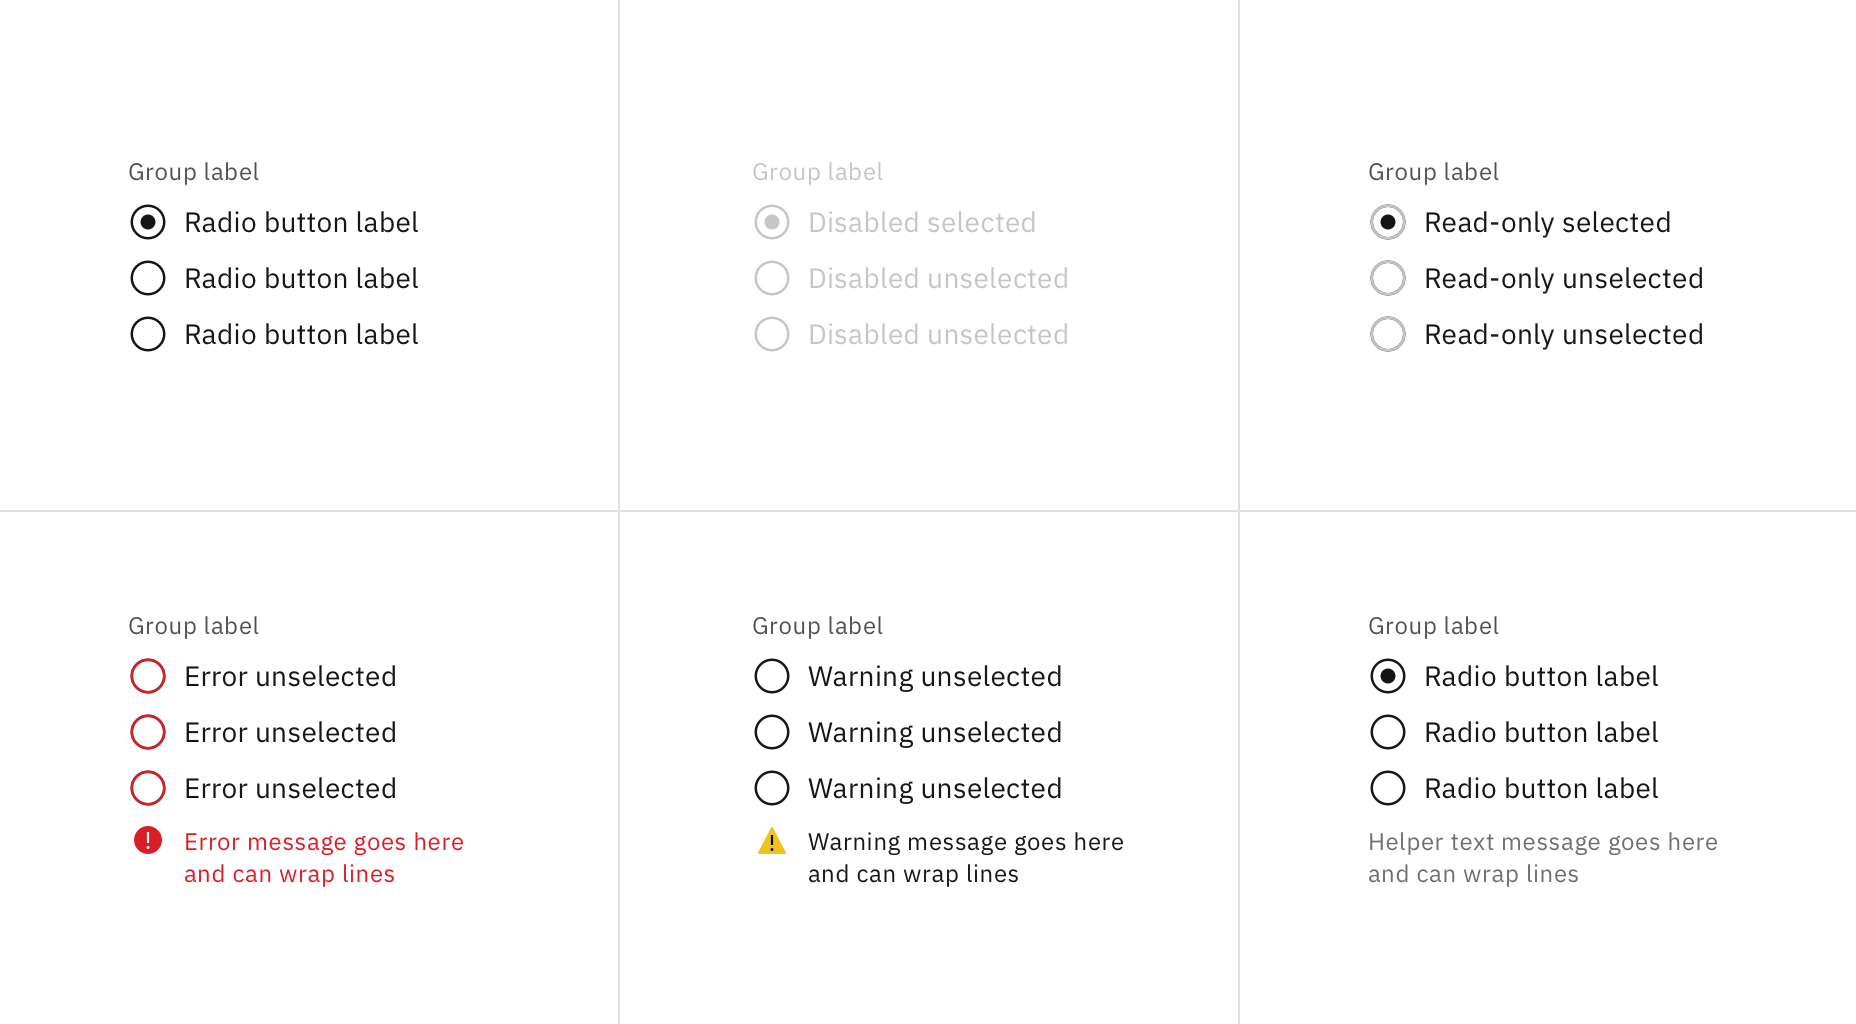 Group label
Radio button label
Radio button label
Radio button label
Group label
Disabled selected
Disabled unselected
Disabled unselected
Group label
Read-only selected
Read-only unselected
Read-only unselected
Group label
Error unselected
Error unselected
Error unselected
Error message goes here
and can wrap lines
Group label
Warning unselected
Warning unselected
Warning unselected
Warning message goes here
and can wrap lines
Group label
Radio button label
Radio button label
Radio button label
Helper text message goes here
and can wrap lines